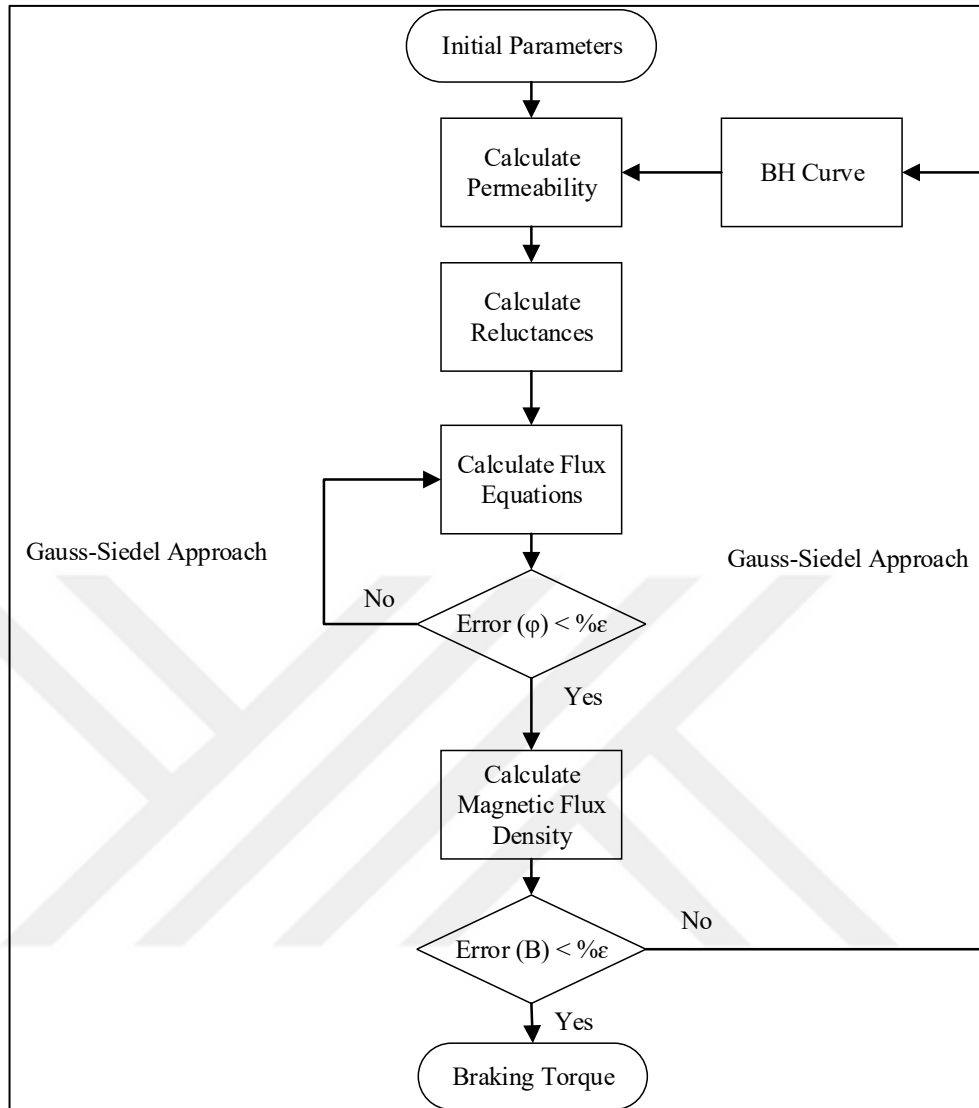 Initial Parameters
Calculate
Permeability
BH Curve
Calculate
Reluctances
Calculate Flux
Equations
Gauss-Siedel Approach
Gauss-Siedel Approach
No
Error (φ) < %ε
Yes
Calculate
Magnetic Flux
Density
No
Error (B) < %ε
Yes
Braking Torque